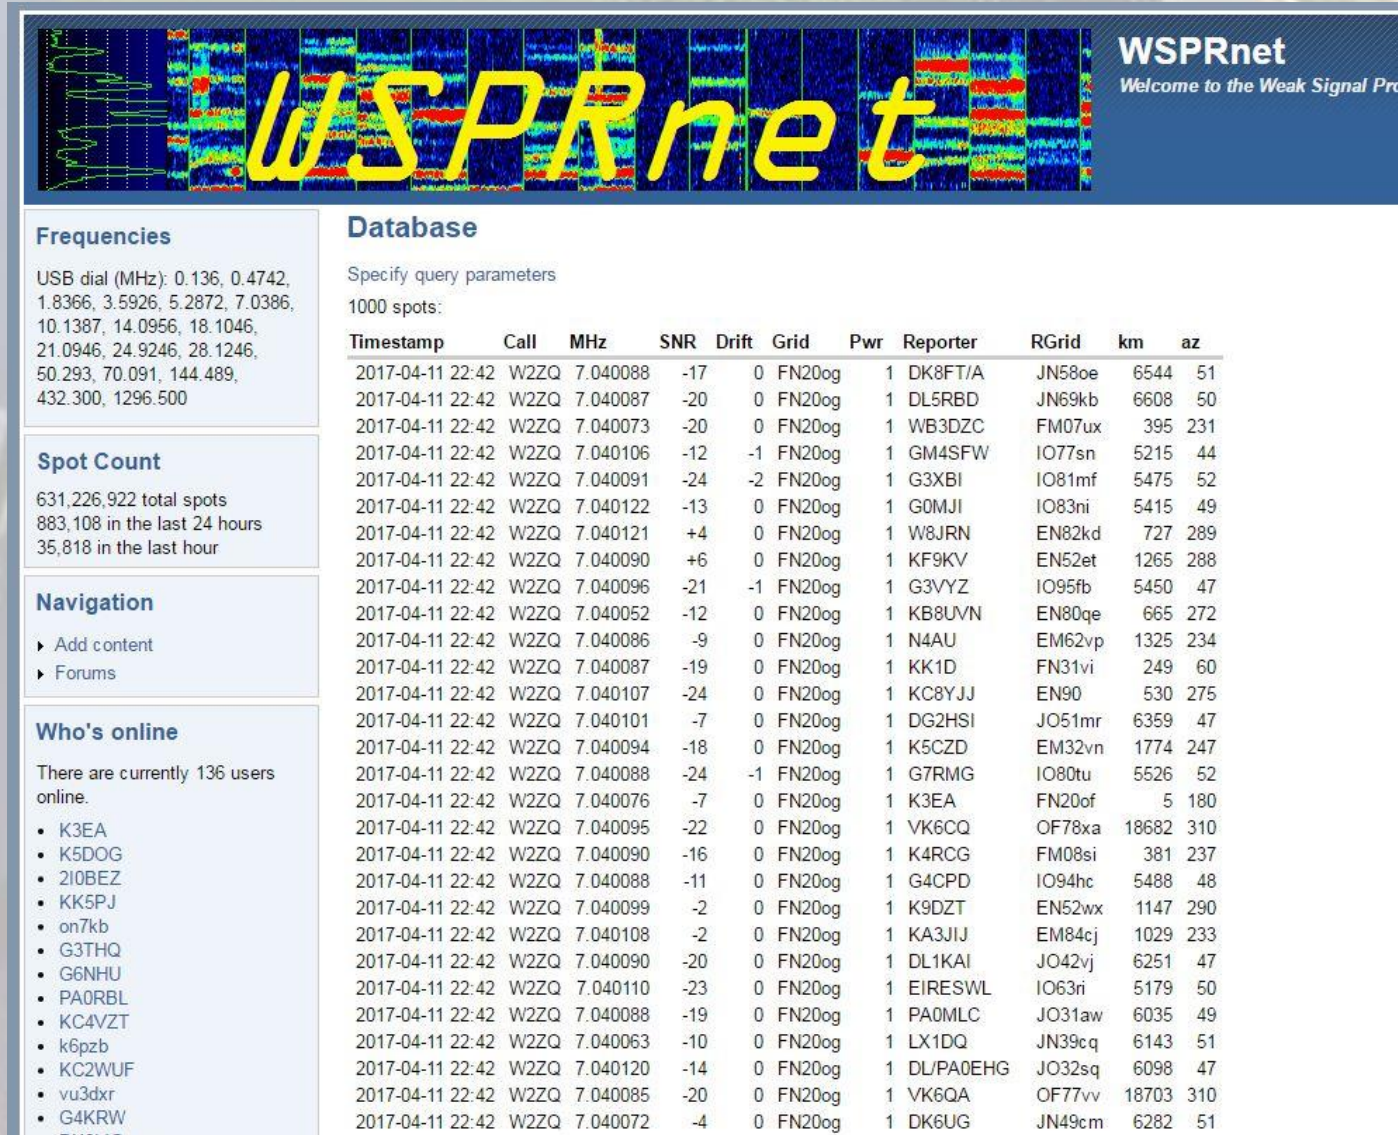 WSPRnet
WSPRnet
Welcome to the Weak Signal Pro
Frequencies
USB dial (MHz): 0.136, 0.4742,
1.8366, 3.5926, 5.2872, 7.0386,
10.1387, 14.0956, 18.1046,
21.0946, 24.9246, 28.1246,
50.293, 70.091, 144.489,
432.300, 1296.500
Spot Count
631,226,922 total spots
883,108 in the last 24 hours
35,818 in the last hour
Navigation
Add content
Forums
Who's online
There are currently 136 users
online.
K3EA
K5DOG
2I0BEZ
KK5PJ
on7kb
G3THQ
G6NHU
PA0RBL
KC4VZT
k6pzb
KC2WUF
vu3dxr
G4KRW
Database
Specify query parameters
1000 spots:
Timestamp Call MHz SNR Drift Grid Pwr Reporter RGrid km az
2017-04-11 22:42 W2ZQ 7.040088 -17 0 FN20og 1 DK8FT/A JN58oe 6544 51
2017-04-11 22:42 W2ZQ 7.040087 -20 0 FN20og 1 DL5RBD JN69kb 6608 50
2017-04-11 22:42 W2ZQ 7.040073 -20 0 FN20og 1 WB3DZC FM07ux 395 231
2017-04-11 22:42 W2ZQ 7.040106 -12 -1 FN20og 1 GM4SFW IO77sn 5215 44
2017-04-11 22:42 W2ZQ 7.040091 -24 -2 FN20og 1 G3XBI IO81mf 5475 52
2017-04-11 22:42 W2ZQ 7.040122 -13 0 FN20og 1 G0MJI IO83ni 5415 49
2017-04-11 22:42 W2ZQ 7.040121 +4 0 FN20og 1 W8JRN EN82kd 727 289
2017-04-11 22:42 W2ZQ 7.040090 +6 0 FN20og 1 KF9KV EN52et 1265 288
2017-04-11 22:42 W2ZQ 7.040096 -21 -1 FN20og 1 G3VYZ IO95fb 5450 47
2017-04-11 22:42 W2ZQ 7.040052 -12 0 FN20og 1 KB8UVN EN80qe 665 272
2017-04-11 22:42 W2ZQ 7.040086 -9 0 FN20og 1 N4AU EM62vp 1325 234
2017-04-11 22:42 W2ZQ 7.040087 -19 0 FN20og 1 KK1D FN31vi 249 60
2017-04-11 22:42 W2ZQ 7.040107 -24 0 FN20og 1 KC8YJJ EN90 530 275
2017-04-11 22:42 W2ZQ 7.040101 -7 0 FN20og 1 DG2HSI JO51mr 6359 47
2017-04-11 22:42 W2ZQ 7.040094 -18 0 FN20og 1 K5CZD EM32vn 1774 247
2017-04-11 22:42 W2ZQ 7.040088 -24 -1 FN20og 1 G7RMG IO80tu 5526 52
2017-04-11 22:42 W2ZQ 7.040076 -7 0 FN20og 1 K3EA FN20of 5 180
2017-04-11 22:42 W2ZQ 7.040095 -22 0 FN20og 1 VK6CQ OF78xa 18682 310
2017-04-11 22:42 W2ZQ 7.040090 -16 0 FN20og 1 K4RCG FM08si 381 237
2017-04-11 22:42 W2ZQ 7.040088 -11 0 FN20og 1 G4CPD IO94hc 5488 48
2017-04-11 22:42 W2ZQ 7.040099 -2 0 FN20og 1 K9DZT EN52wx 1147 290
2017-04-11 22:42 W2ZQ 7.040108 -2 0 FN20og 1 KA3JIJ EM84cj 1029 233
2017-04-11 22:42 W2ZQ 7.040090 -20 0 FN20og 1 DL1KAI JO42vj 6251 47
2017-04-11 22:42 W2ZQ 7.040110 -23 0 FN20og 1 EIRESWL IO63ri 5179 50
2017-04-11 22:42 W2ZQ 7.040088 -19 0 FN20og 1 PA0MLC JO31aw 6035 49
2017-04-11 22:42 W2ZQ 7.040063 -10 0 FN20og 1 LX1DQ JN39cq 6143 51
2017-04-11 22:42 W2ZQ 7.040120 -14 0 FN20og 1 DL/PA0EHG JO32sq 6098 47
2017-04-11 22:42 W2ZQ 7.040085 -20 0 FN20og 1 VK6QA OF77vv 18703 310
2017-04-11 22:42 W2ZQ 7.040072 -4 0 FN20og 1 DK6UG JN49cm 6282 51